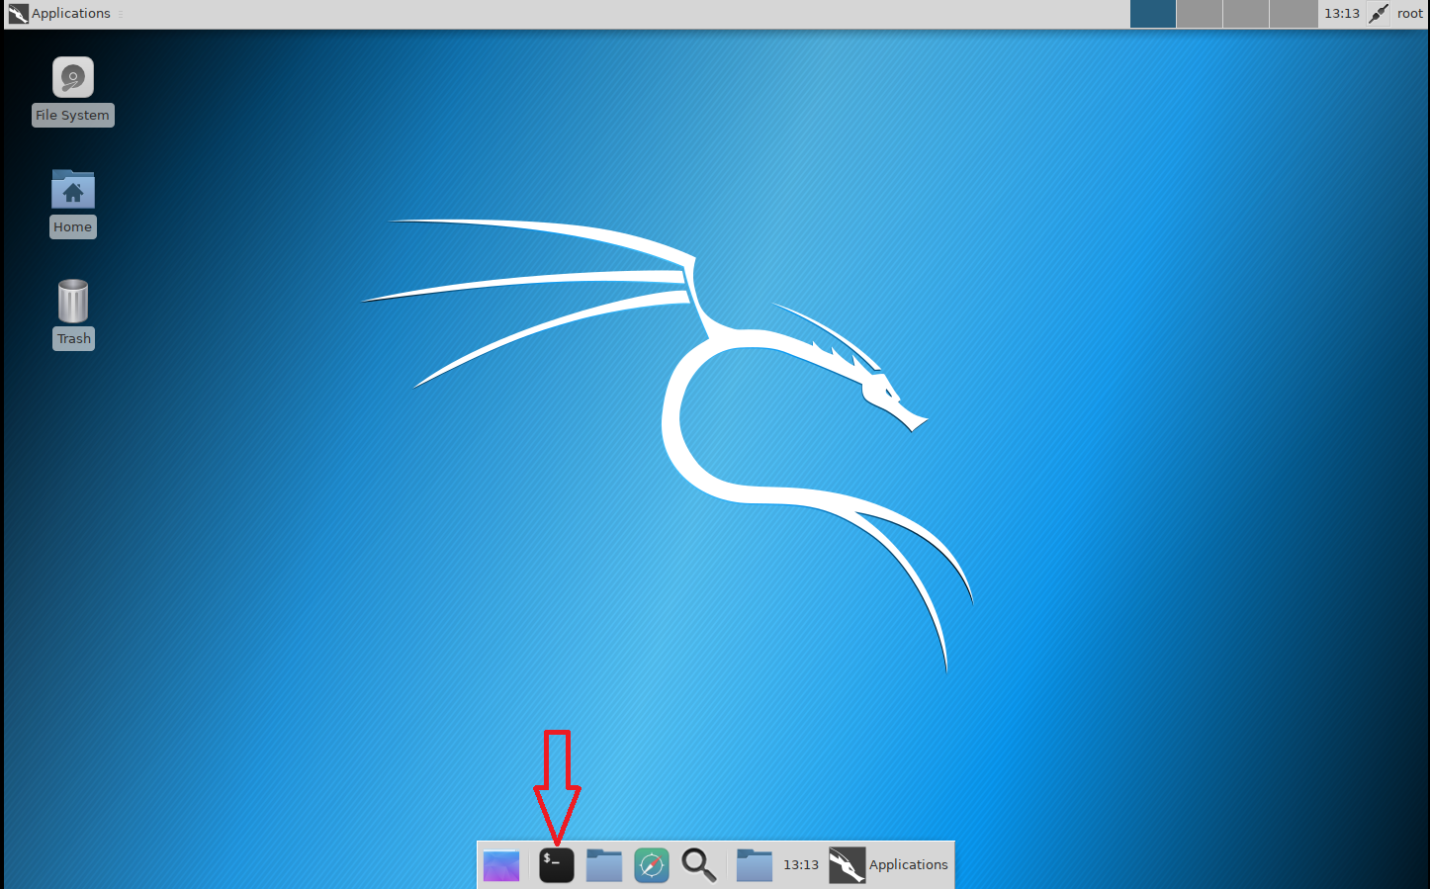 Applications
13:13
root
File System
Home
Trash
$_
13:13
Applications